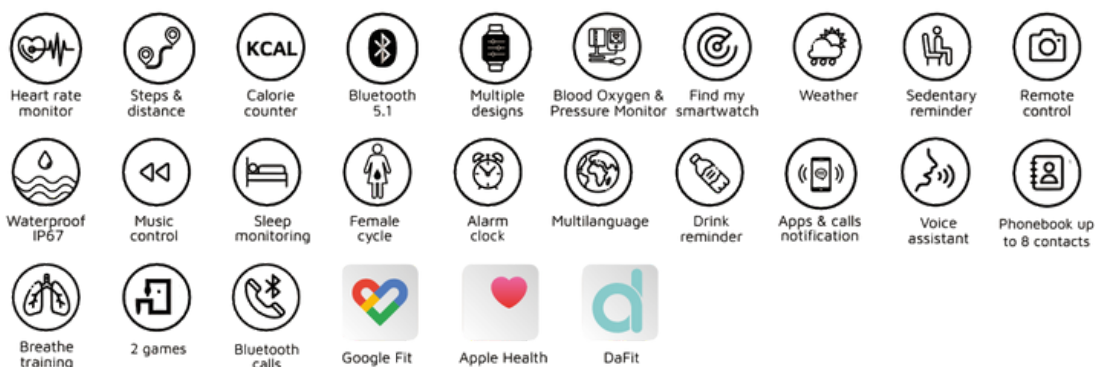 KCAL
Heart rate
monitor
Steps &
distance
Calorie
counter
Bluetooth
5.1
Multiple
designs
Blood Oxygen &
Pressure Monitor
Find my
smartwatch
Weather
Sedentary
reminder
Remote
control
Waterproof
IP67
Music
control
Sleep
monitoring
Female
cycle
Alarm
clock
Multilanguage
Drink
reminder
Apps & calls
notification
Voice
assistant
Phonebook up
to 8 contacts
Breathe
training
2 games
Bluetooth
calls
Google Fit
Apple Health
DaFit